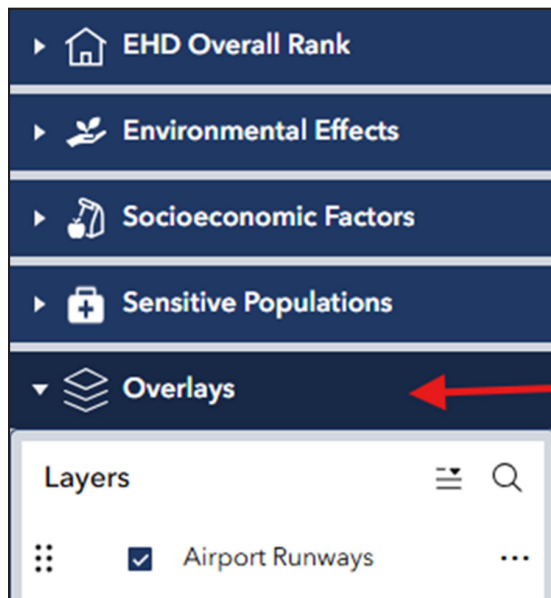 EHD Overall Rank
Environmental Effects
Socioeconomic Factors
Sensitive Populations
Overlays
Layers
Airport Runways